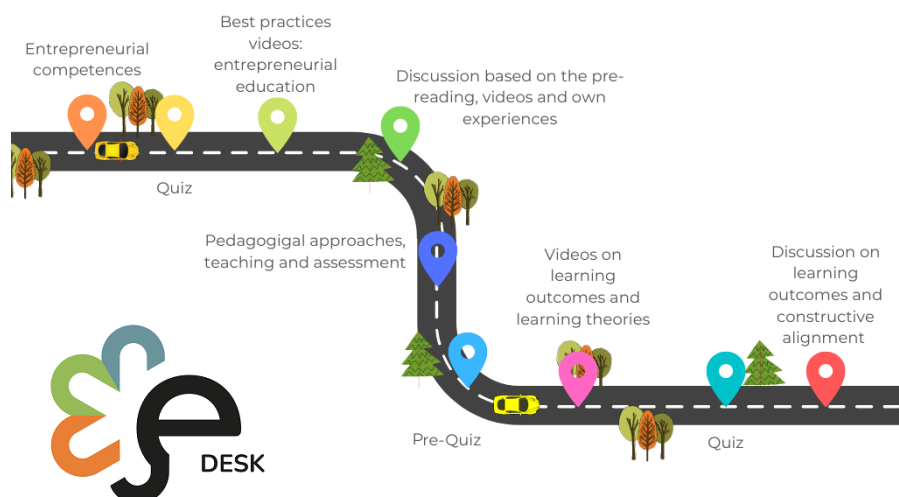 Entrepreneurial
competences
Quiz
Best practices
videos:
entrepreneurial
education
Discussion based on the pre-
reading, videos and own
experiences
Pedagogigal approaches,
teaching and assessment
Pre-Quiz
Videos on
learning
outcomes and
learning theories
Quiz
Discussion on
learning
outcomes and
constructive
alignment
e
DESK